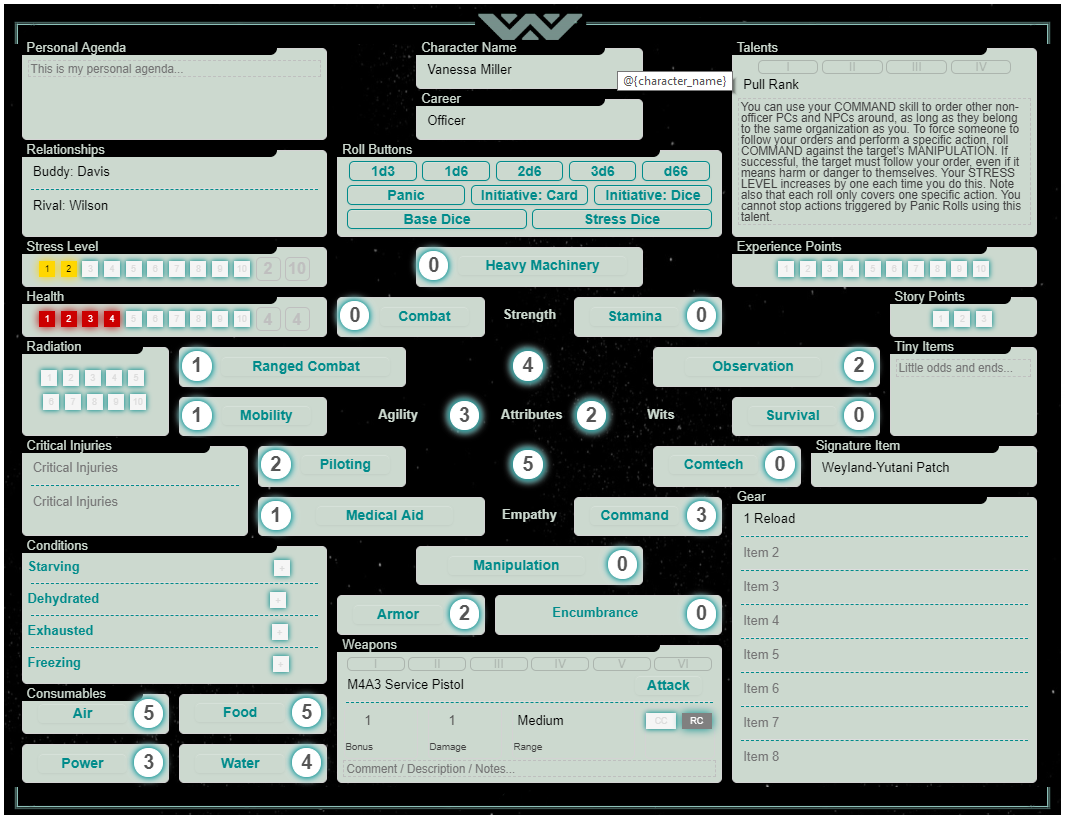 Personal Agenda
This is my personal agenda...
Character Name
Vanessa Miller
@{character_name}
Career
Officer
Talents
I II III IV
Pull Rank
You can use your COMMAND skill to order other non-
officer PCs and NPCs around, as long as they belong
to the same organization as you. To force someone to
follow your orders and perform a specific action, roll
COMMAND against the target's MANIPULATION. If
successful, the target must follow your order, even if it
means harm or danger to themselves. Your STRESS
LEVEL increases by one each time you do this. Note
also that each roll only covers one specific action. You
cannot stop actions triggered by Panic Rolls using this
talent.
Relationships
Buddy: Davis
Rival: Wilson
Roll Buttons
1d3 1d6 2d6 3d6 d66
Panic Initiative: Card Initiative: Dice
Base Dice Stress Dice
Stress Level
1 2 3 4 5 6 7 8 9 10 2 10
0 Heavy Machinery
Experience Points
1 2 3 4 5 6 7 8 9 10
Health
1 2 3 4 5 6 7 8 9 10 4 4
0 Combat
Strength
Stamina 0
Story Points
1 2 3
Radiation
1 2 3 4 5
6 7 8 9 10
1 Ranged Combat
4
Observation 2
Tiny Items
Little odds and ends...
1 Mobility
Agility 3 Attributes 2 Wits
Survival 0
Critical Injuries
Critical Injuries
Critical Injuries
2 Piloting
5
Comtech 0
Signature Item
Weyland-Yutani Patch
1 Medical Aid
Empathy
Command 3
Gear
1 Reload
Item 2
Item 3
Item 4
Item 5
Item 6
Item 7
Item 8
Conditions
Starving +
Dehydrated +
Exhausted +
Freezing +
Manipulation 0
Armor 2
Encumbrance 0
Weapons
I II III IV V VI
M4A3 Service Pistol Attack
1 1 Medium CC RC
Bonus Damage Range
Comment / Description / Notes...
Consumables
Air 5
Food 5
Power 3
Water 4